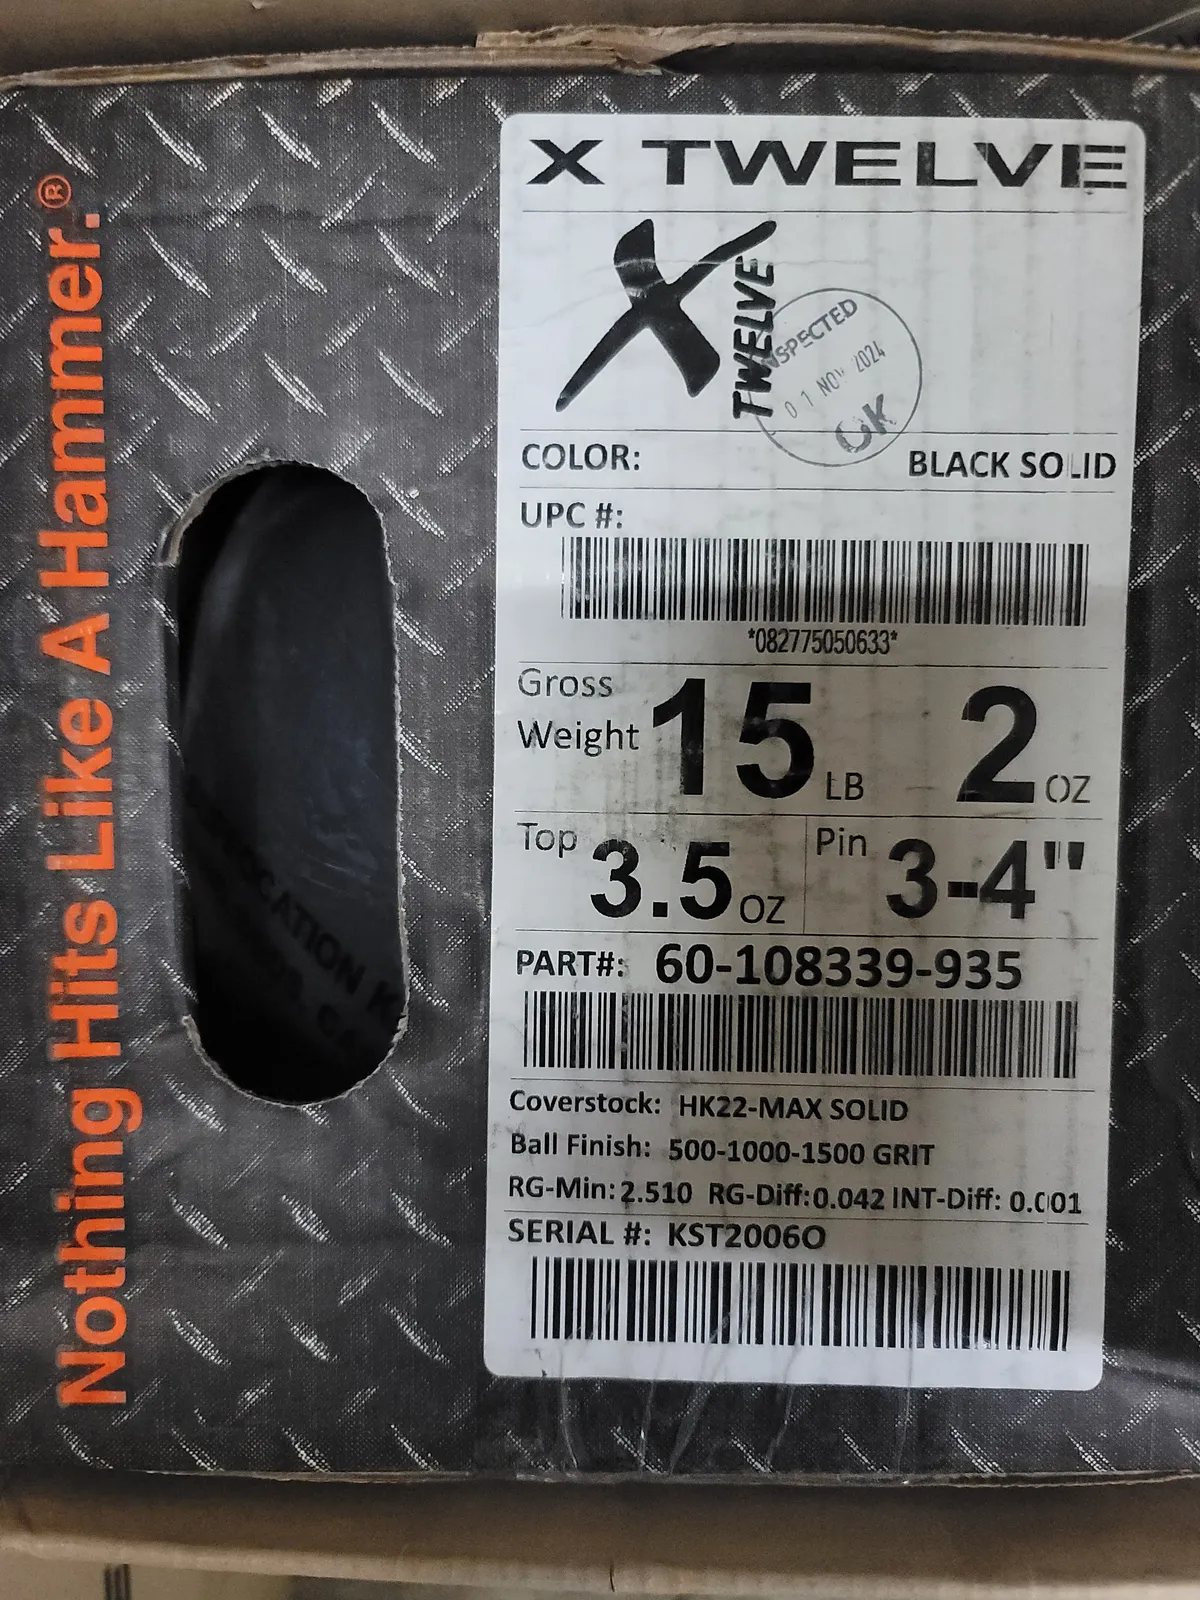 Nothing Hits Like A Hammer.®
X TWELVE
X TWELVE
INSPECTED
01 NOV 2024
OK
COLOR: BLACK SOLID
UPC #:
*082775050633*
Gross Weight 15 LB 2 OZ
Top 3.5 OZ Pin 3-4"
PART#: 60-108339-935
Coverstock: HK22-MAX SOLID
Ball Finish: 500-1000-1500 GRIT
RG-Min: 2.510 RG-Diff: 0.042 INT-Diff: 0.001
SERIAL #: KST2006O